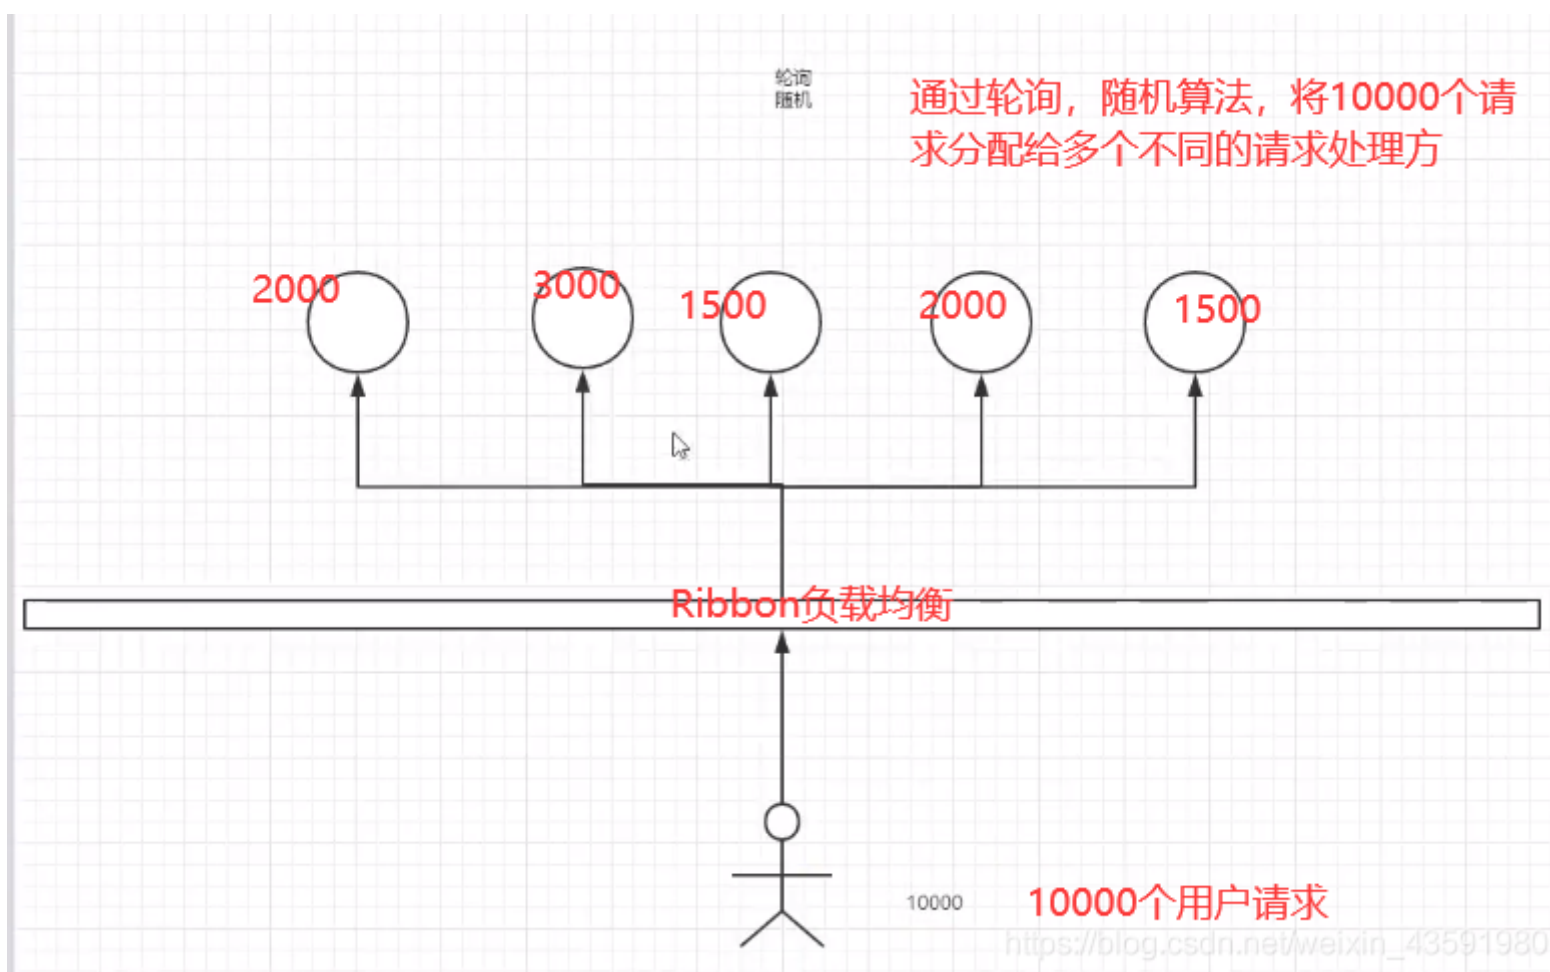 轮询
随机
通过轮询，随机算法，将10000个请
求分配给多个不同的请求处理方
2000
3000
1500
2000
1500
Ribbon负载均衡
10000
10000个用户请求
https://blog.csdn.net/weixin_43591980